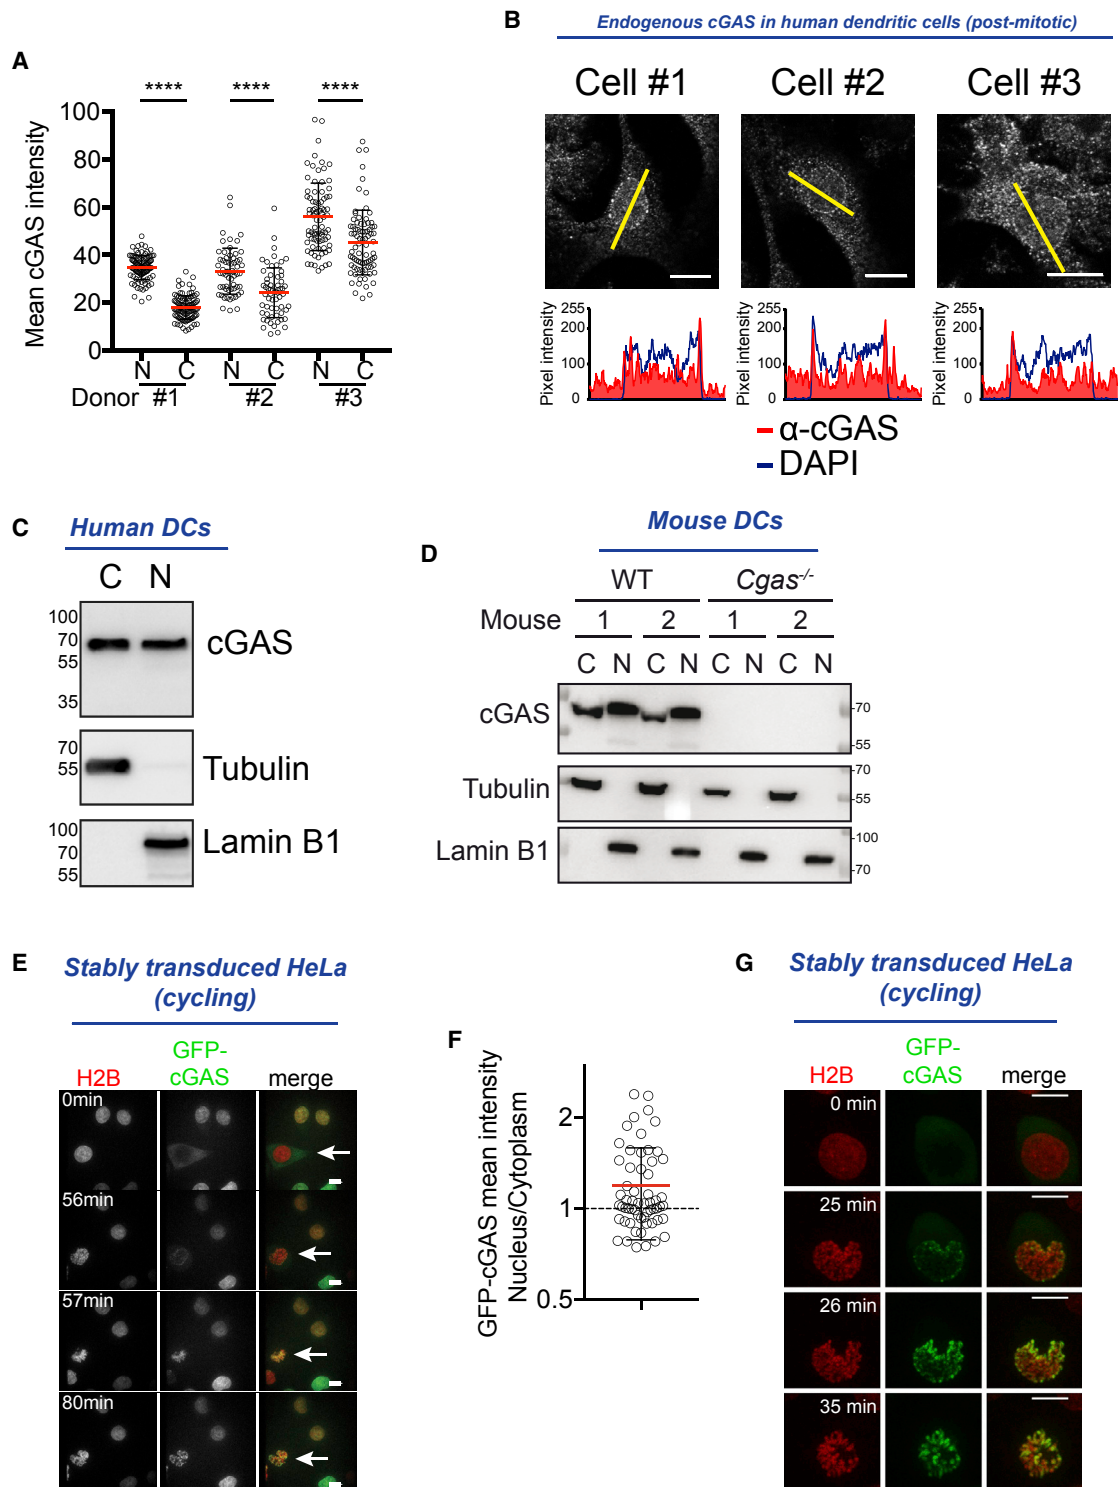 A
Mean cGAS intensity
100
80
60
40
20
0
****
****
****
N C N C N C
Donor #1 #2 #3
B
Endogenous cGAS in human dendritic cells (post-mitotic)
Cell #1 Cell #2 Cell #3
Pixel intensity
255
200
100
0
Pixel intensity
255
200
100
0
Pixel intensity
255
200
100
0
α-cGAS
DAPI
C
Human DCs
C N
100
70
55
35
cGAS
70
55
Tubulin
100
70
55
Lamin B1
D
Mouse DCs
WT Cgas-/-
Mouse 1 2 1 2
C N C N C N C N
cGAS
-70
-55
Tubulin
-70
-55
Lamin B1
-100
-70
E
Stably transduced HeLa
(cycling)
H2B GFP-cGAS merge
0min
56min
57min
80min
F
GFP-cGAS mean intensity
Nucleus/Cytoplasm
2
1
0.5
G
Stably transduced HeLa
(cycling)
H2B GFP-cGAS merge
0 min
25 min
26 min
35 min